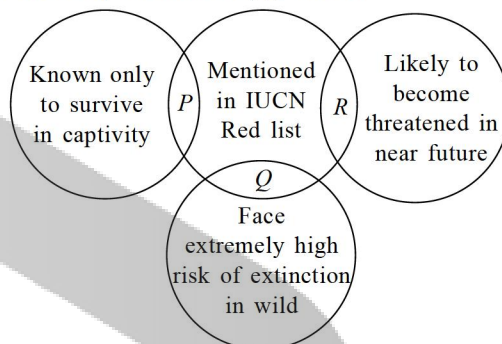 Known only
to survive
in captivity
P
Mentioned
in IUCN
Red list
R
Likely to
become
threatened in
near future
Q
Face
extremely high
risk of extinction
in wild